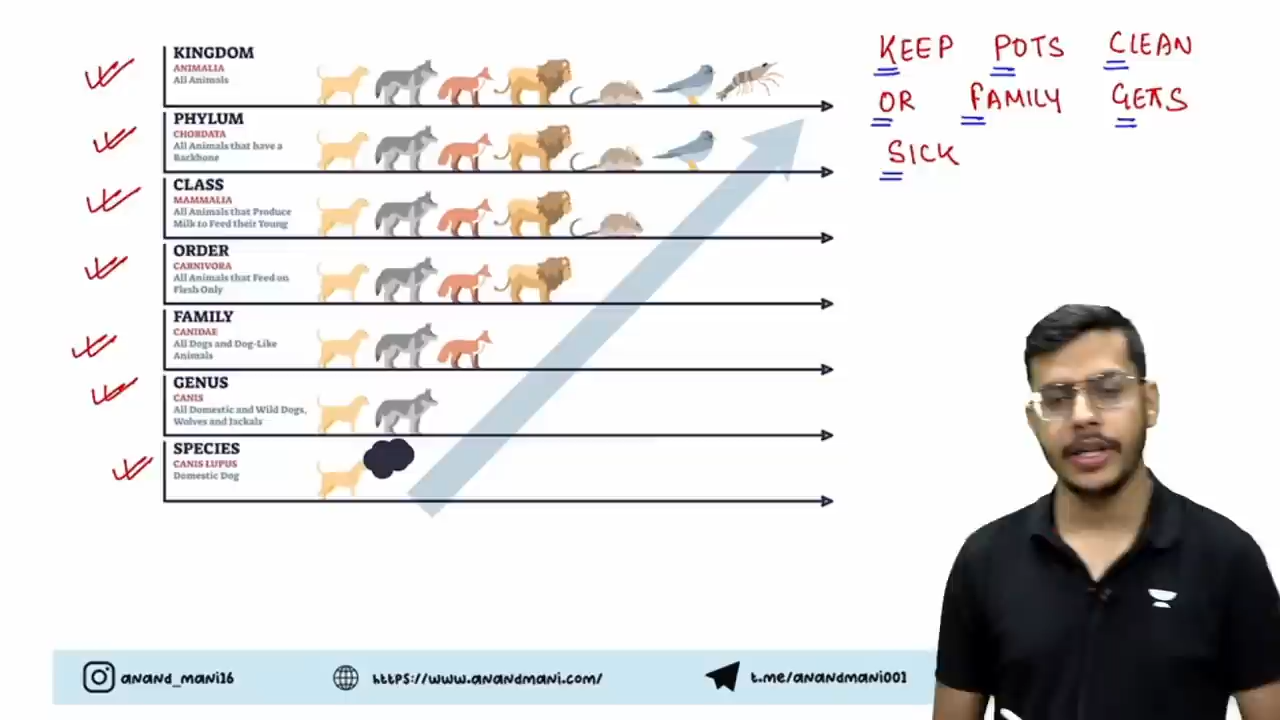 KINGDOM
ANIMALIA
All Animals
PHYLUM
CHORDATA
All Animals that have a
Backbone
CLASS
MAMMALIA
All Animals that Produce
Milk to Feed their Young
ORDER
CARNIVORA
All Animals that Feed on
Flesh Only
FAMILY
CANIDAE
All Dogs and Dog-Like
Animals
GENUS
CANIS
All Domestic and Wild Dogs,
Wolves and Jackals
SPECIES
CANIS LUPUS
Domestic Dog
KEEP POTS CLEAN
OR FAMILY GETS
SICK
anand_mani16
https://www.anandmani.com/
t.me/anandmani001